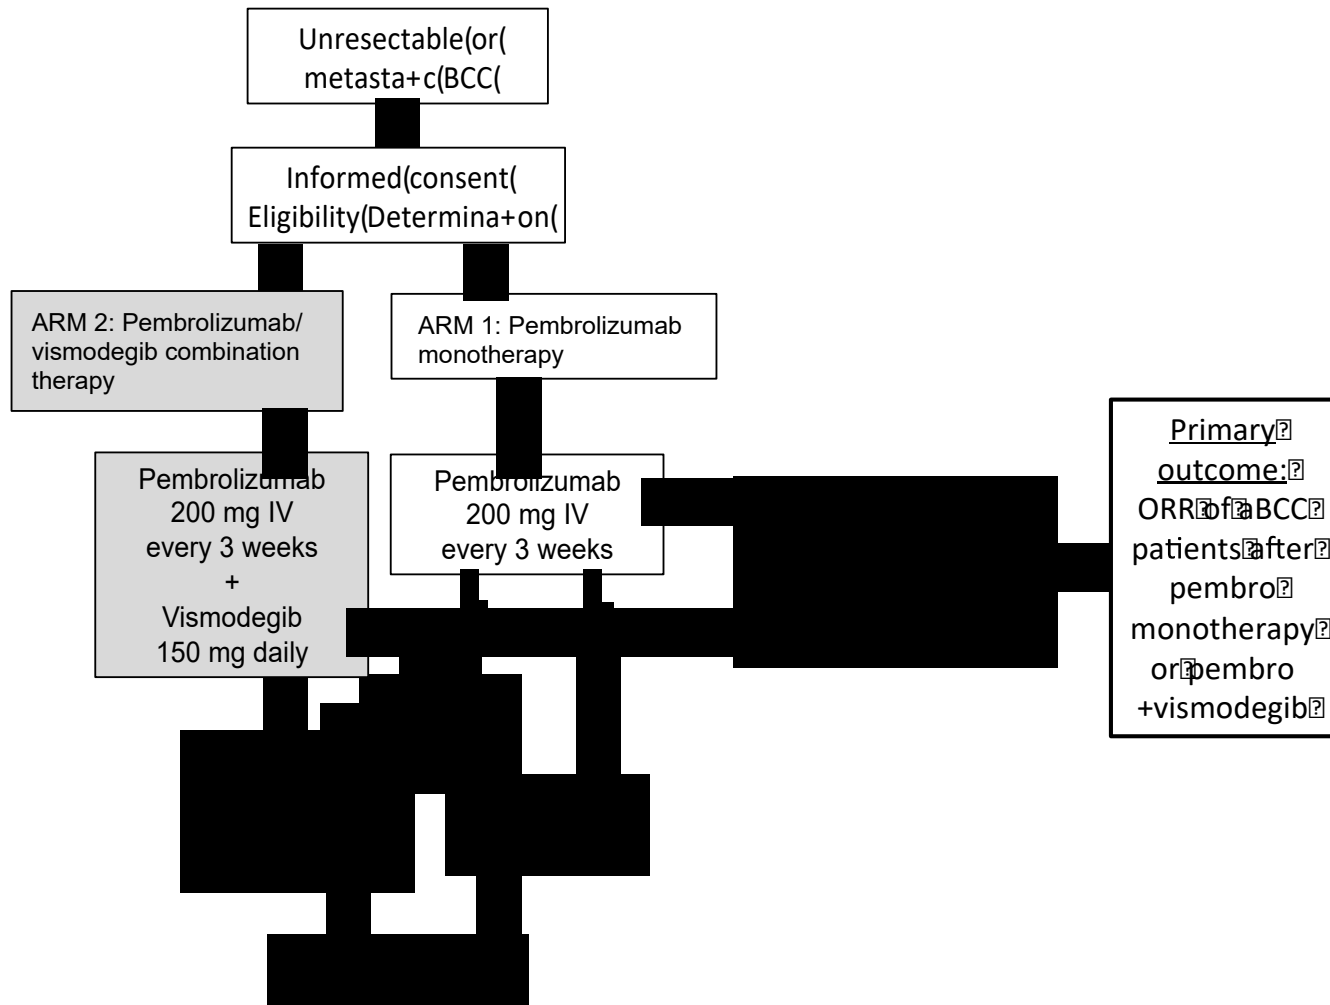 Unresectable(or(
metasta+c(BCC(
Informed(consent(
Eligibility(Determina+on(
ARM 2: Pembrolizumab/
vismodegib combination
therapy
ARM 1: Pembrolizumab
monotherapy
Pembrolizumab
200 mg IV
every 3 weeks
+
Vismodegib
150 mg daily
Pembrolizumab
200 mg IV
every 3 weeks
Primary⍰
outcome:⍰
ORR⍰of⍰aBCC⍰
patients⍰after⍰
pembro⍰
monotherapy⍰
or⍰pembro
+vismodegib⍰